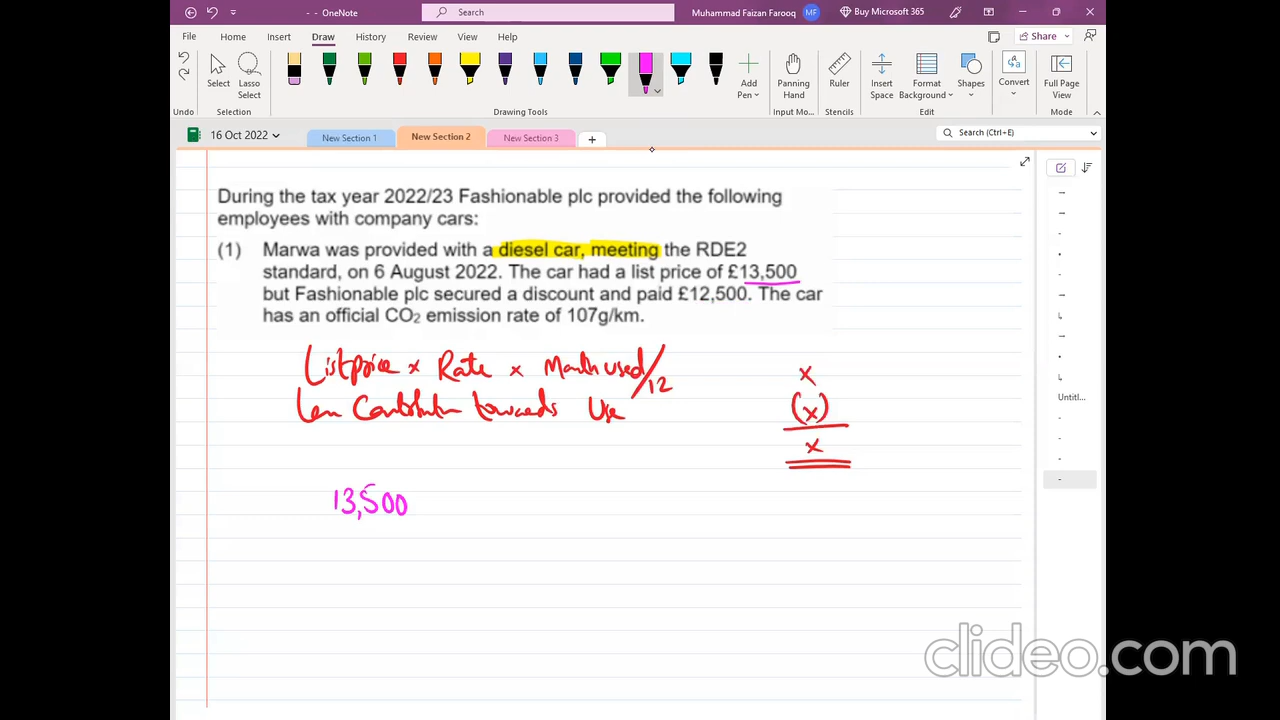 - - OneNote
Search
Muhammad Faizan Farooq MF
Buy Microsoft 365
File Home Insert Draw History Review View Help
Share
Undo
Select
Lasso Select
Selection
Drawing Tools
Add Pen
Panning Hand
Input Mo...
Ruler
Stencils
Insert Space
Format Background
Shapes
Edit
Convert
Full Page View
Mode
16 Oct 2022
New Section 1
New Section 2
New Section 3
+
Search (Ctrl+E)
During the tax year 2022/23 Fashionable plc provided the following
employees with company cars:
(1) Marwa was provided with a diesel car, meeting the RDE2
standard, on 6 August 2022. The car had a list price of £13,500
but Fashionable plc secured a discount and paid £12,500. The car
has an official CO2 emission rate of 107g/km.
List price × Rate × Month used/12
x
towards Use
(x)
x
13,500
Untitl...
clideo.com